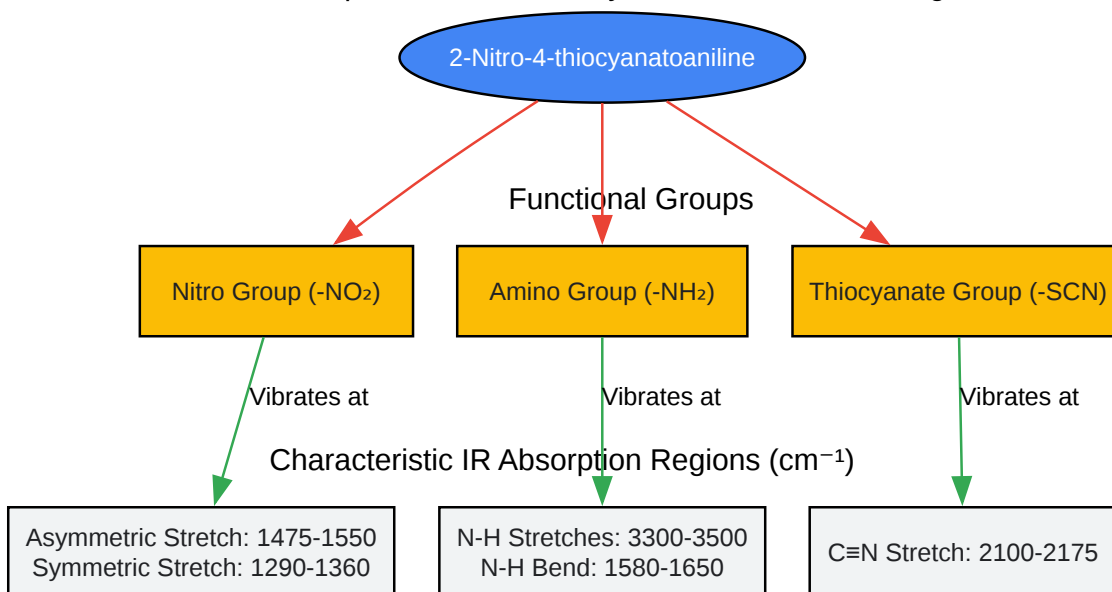 2-Nitro-4-thiocyanatoaniline
Functional Groups
Nitro Group (-NO₂)
Amino Group (-NH₂)
Thiocyanate Group (-SCN)
Vibrates at
Vibrates at
Vibrates at
Characteristic IR Absorption Regions (cm⁻¹)
Asymmetric Stretch: 1475-1550
Symmetric Stretch: 1290-1360
N-H Stretches: 3300-3500
N-H Bend: 1580-1650
C≡N Stretch: 2100-2175